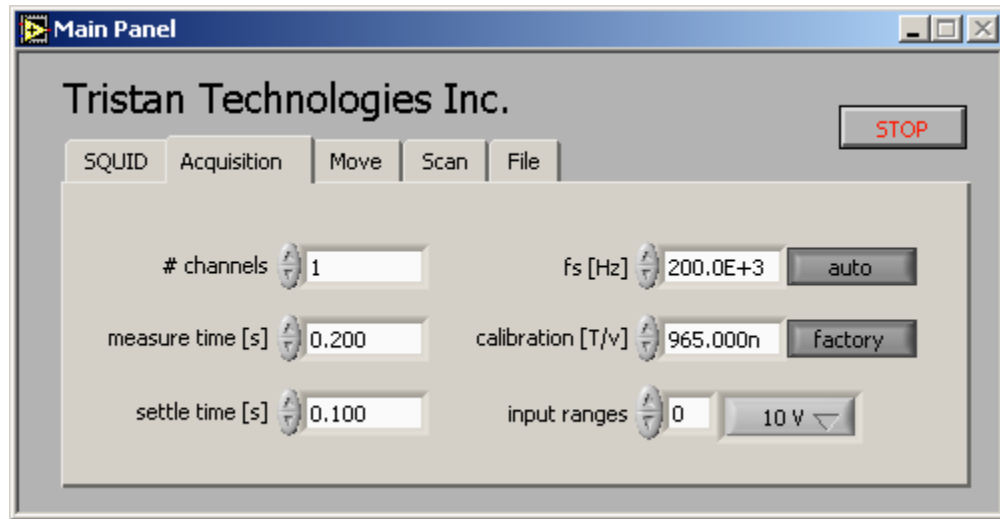 Main Panel
Tristan Technologies Inc.
STOP
SQUID Acquisition Move Scan File
# channels 1 fs [Hz] 200.0E+3 auto
measure time [s] 0.200 calibration [T/v] 965.000n factory
settle time [s] 0.100 input ranges 0 10 V